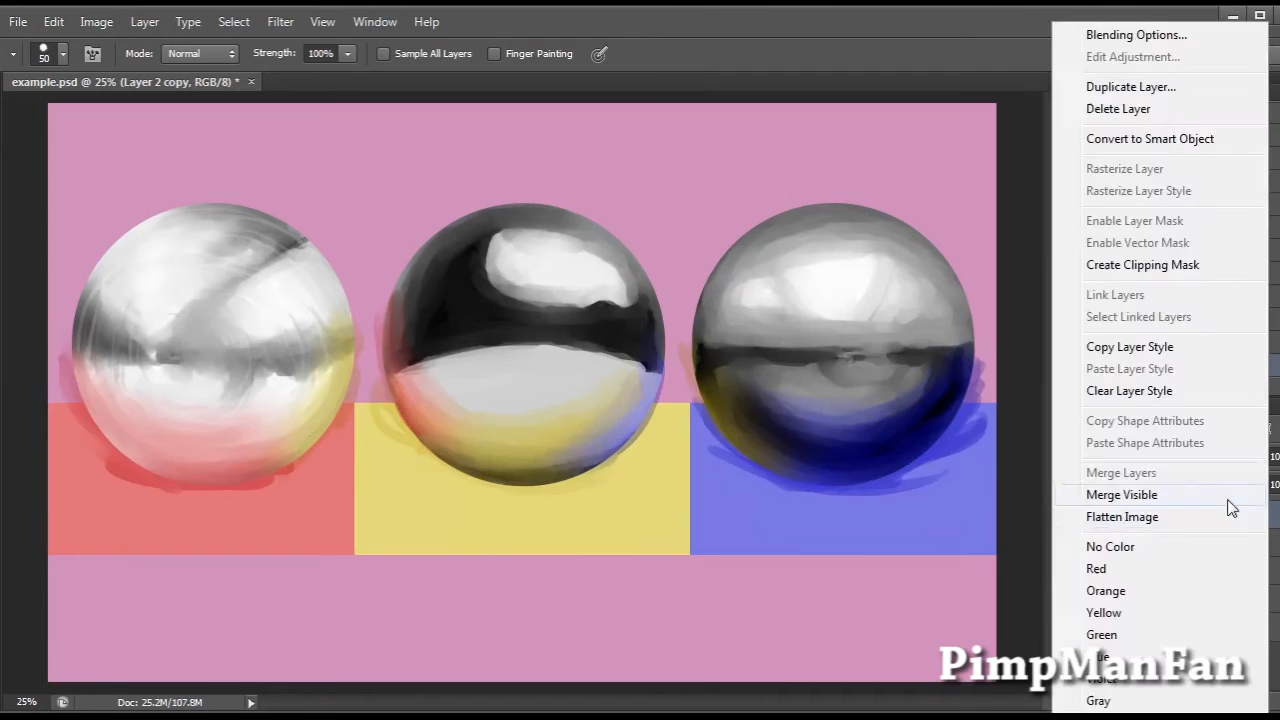 File Edit Image Layer Type Select Filter View Window Help
50 Mode: Normal Strength: 100% Sample All Layers Finger Painting
example.psd @ 25% (Layer 2 copy, RGB/8) * ×
Blending Options...
Edit Adjustment...
Duplicate Layer...
Delete Layer
Convert to Smart Object
Rasterize Layer
Rasterize Layer Style
Enable Layer Mask
Enable Vector Mask
Create Clipping Mask
Link Layers
Select Linked Layers
Copy Layer Style
Paste Layer Style
Clear Layer Style
Copy Shape Attributes
Paste Shape Attributes
Merge Layers
Merge Visible
Flatten Image
No Color
Red
Orange
Yellow
Green
Gray
10
10
PimpManFan
25% Doc: 25.2M/107.8M